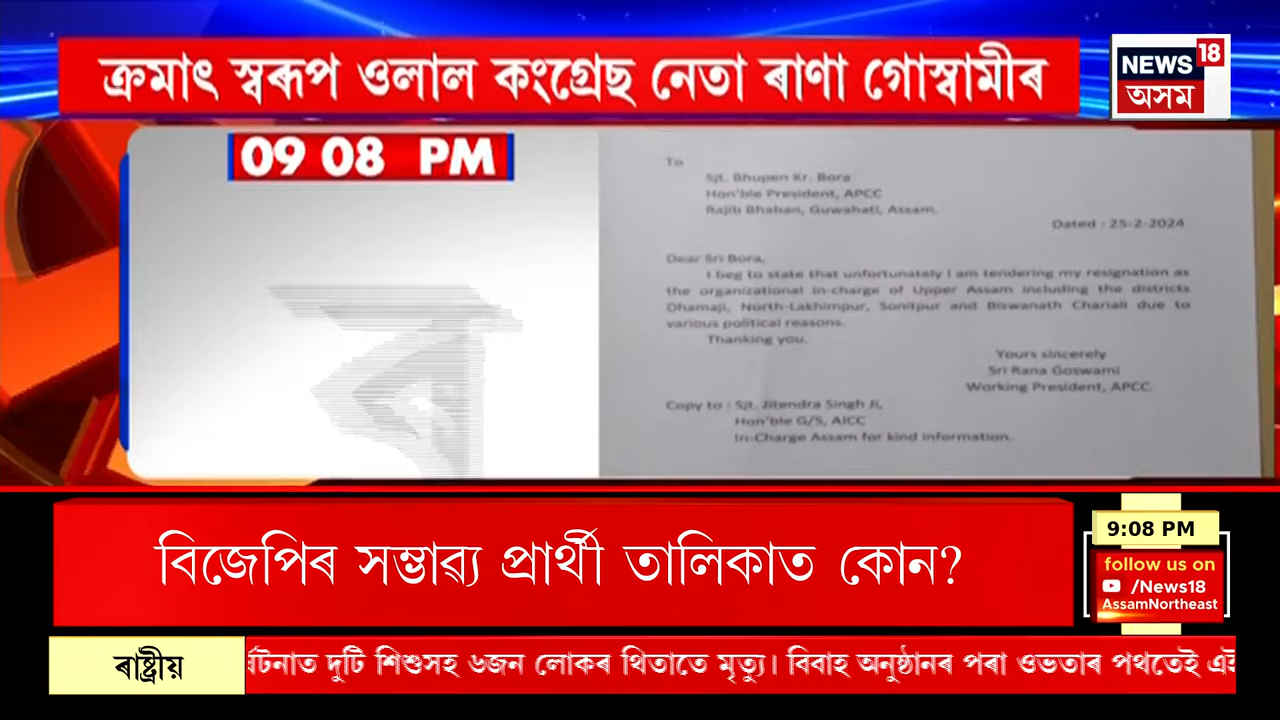 ক্ৰমাৎ স্বৰূপ ওলাল কংগ্ৰেছ নেতা ৰাণা গোস্বামীৰ
NEWS 18
অসম
09 08 PM
To
Sjt. Bhupen Kr. Bora
Hon'ble President, APCC
Rajib Bhaban, Guwahati, Assam.
Dated : 25-2-2024
Dear Sri Bora,
I beg to state that unfortunately I am tendering my resignation as
the organizational in-charge of Upper Assam including the districts
Dhamaji, North-Lakhimpur, Sonitpur and Biswanath Chariali due to
various political reasons.
Thanking you.
Yours sincerely
Sri Rana Goswami
Working President, APCC.
Copy to : Sjt. Jitendra Singh Ji,
Hon'ble G/S, AICC
In-Charge Assam for kind information.
বিজেপিৰ সম্ভাৱ্য প্ৰাৰ্থী তালিকাত কোন?
9:08 PM
follow us on
/News18
AssamNortheast
ৰাষ্ট্ৰীয়
দুটি শিশুসহ ৬জন লোকৰ থিতাতে মৃত্যু। বিবাহ অনুষ্ঠানৰ পৰা ওভতাৰ পথতেই